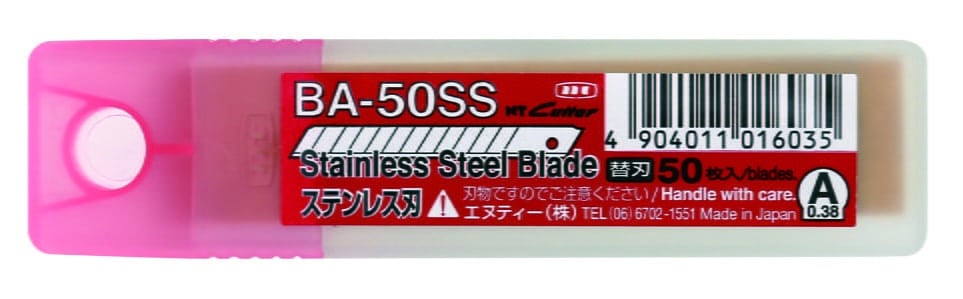 BA-50SS NT Cutter
4 904011 016035
Stainless Steel Blade 替刃 50枚入/blades.
ステンレス刃 刃物ですのでご注意ください/Handle with care.
エヌティー(株) TEL (06) 6702-1551 Made in Japan
A
0.38